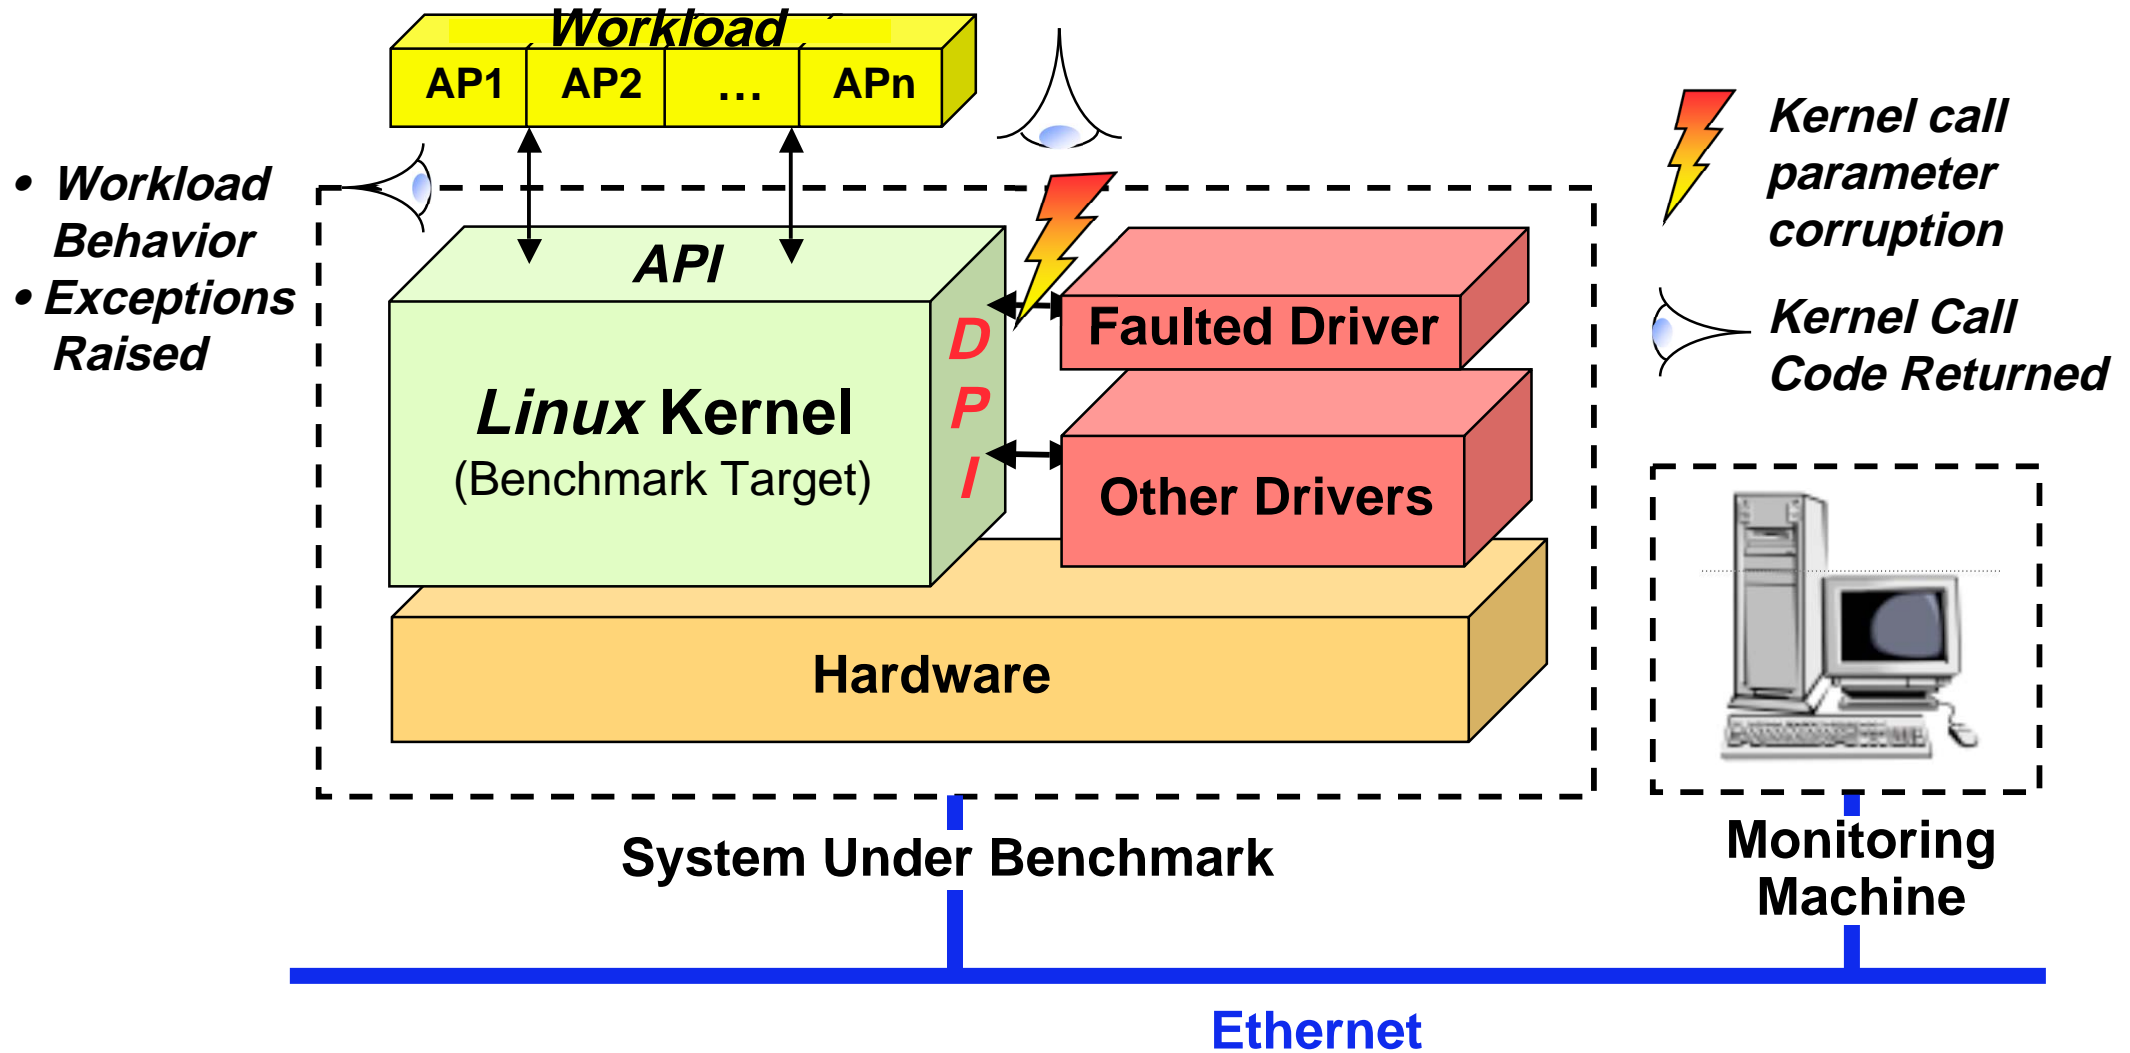 Workload
AP1 AP2 … APn
• Workload
Behavior
• Exceptions
Raised
API
D
P
I
Linux Kernel
(Benchmark Target)
Faulted Driver
Other Drivers
Hardware
System Under Benchmark
Kernel call
parameter
corruption
Kernel Call
Code Returned
Monitoring
Machine
Ethernet